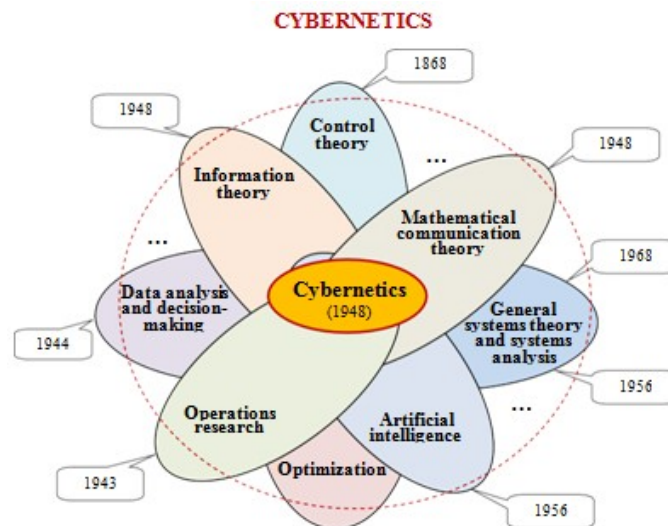 CYBERNETICS
1868
1948
Control
theory
...
1948
Information
theory
Mathematical
communication
theory
...
1968
Data analysis
and decision-
making
Cybernetics
(1948)
General
systems theory
and systems
analysis
1944
1956
Operations
research
Artificial
intelligence
...
Optimization
1943
1956